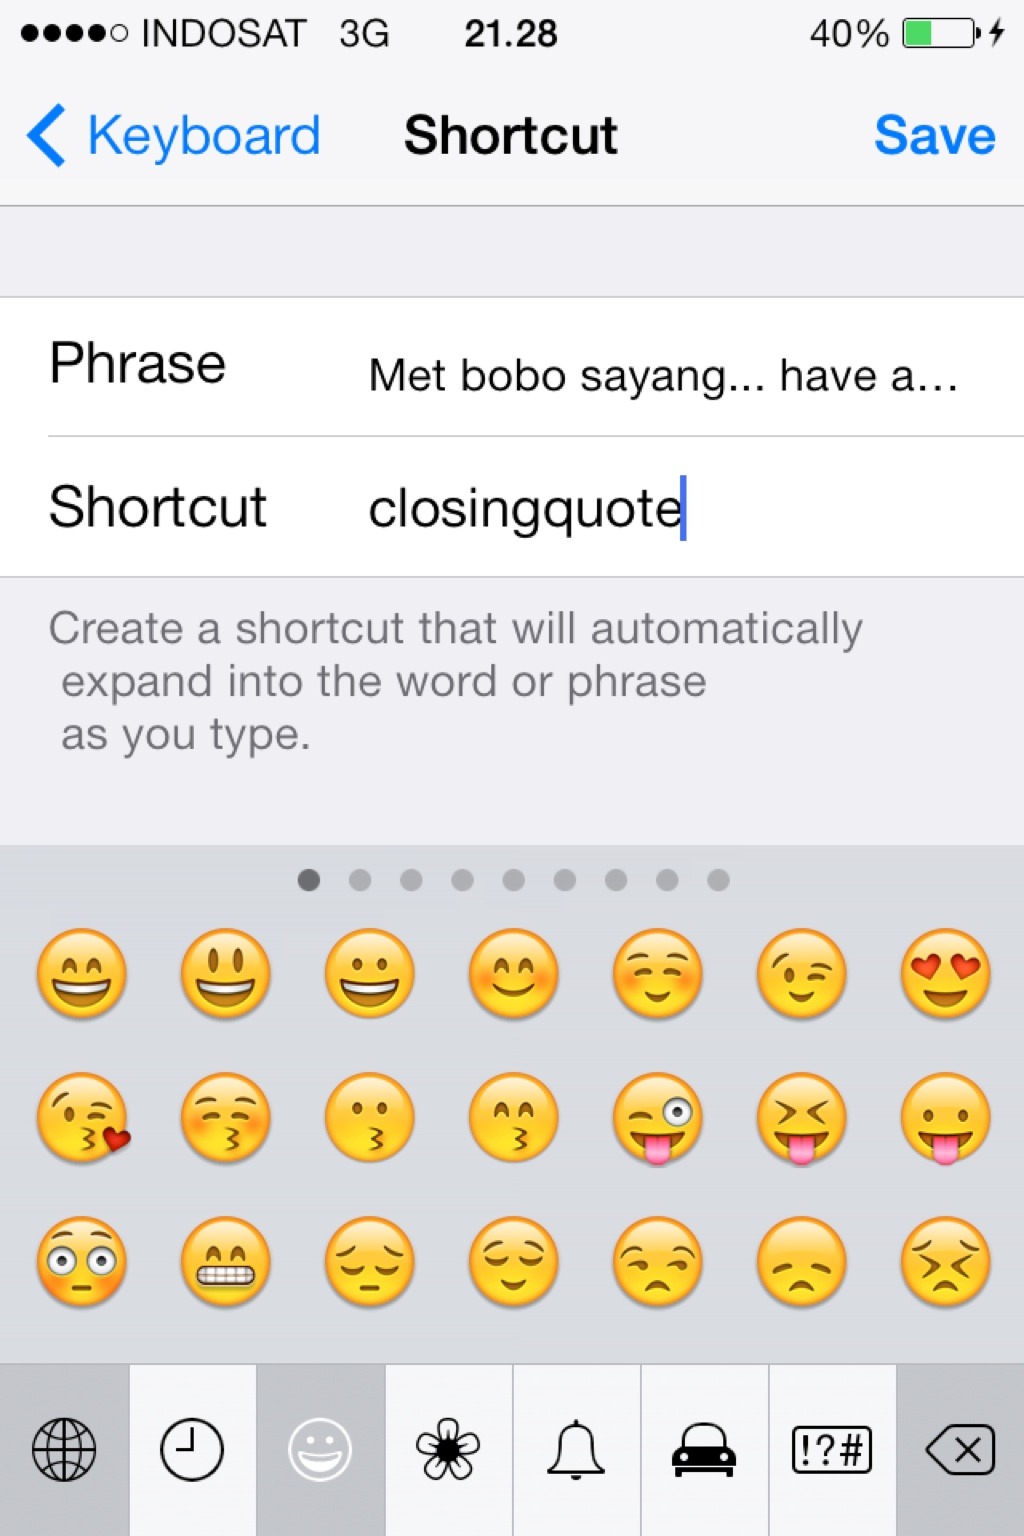 INDOSAT 3G 21.28 40%
Keyboard Shortcut Save
Phrase Met bobo sayang... have a...
Shortcut closingquote
Create a shortcut that will automatically
expand into the word or phrase
as you type.
!?#